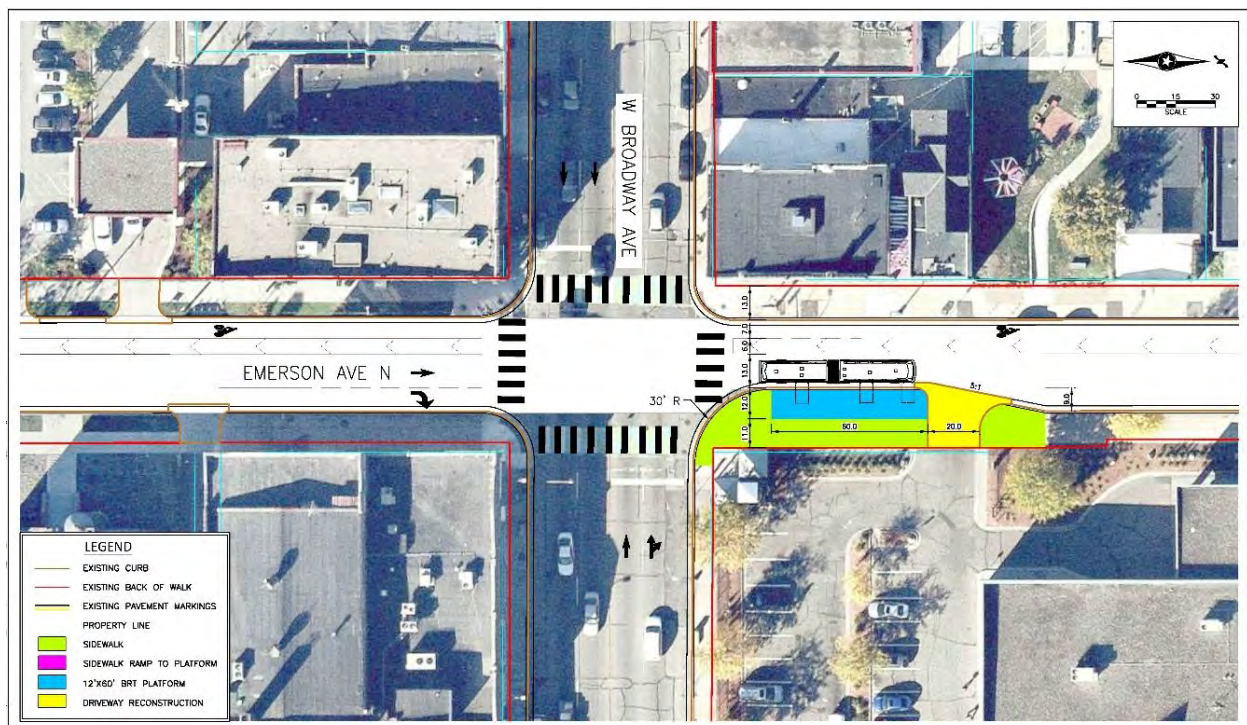 0 15 30
SCALE
W BROADWAY AVE
EMERSON AVE N
13.0
7.0
6.0
13.0
12.0
11.0
30' R
60.0
20.0
5:1
9.0
LEGEND
EXISTING CURB
EXISTING BACK OF WALK
EXISTING PAVEMENT MARKINGS
PROPERTY LINE
SIDEWALK
SIDEWALK RAMP TO PLATFORM
12'X60' BRT PLATFORM
DRIVEWAY RECONSTRUCTION